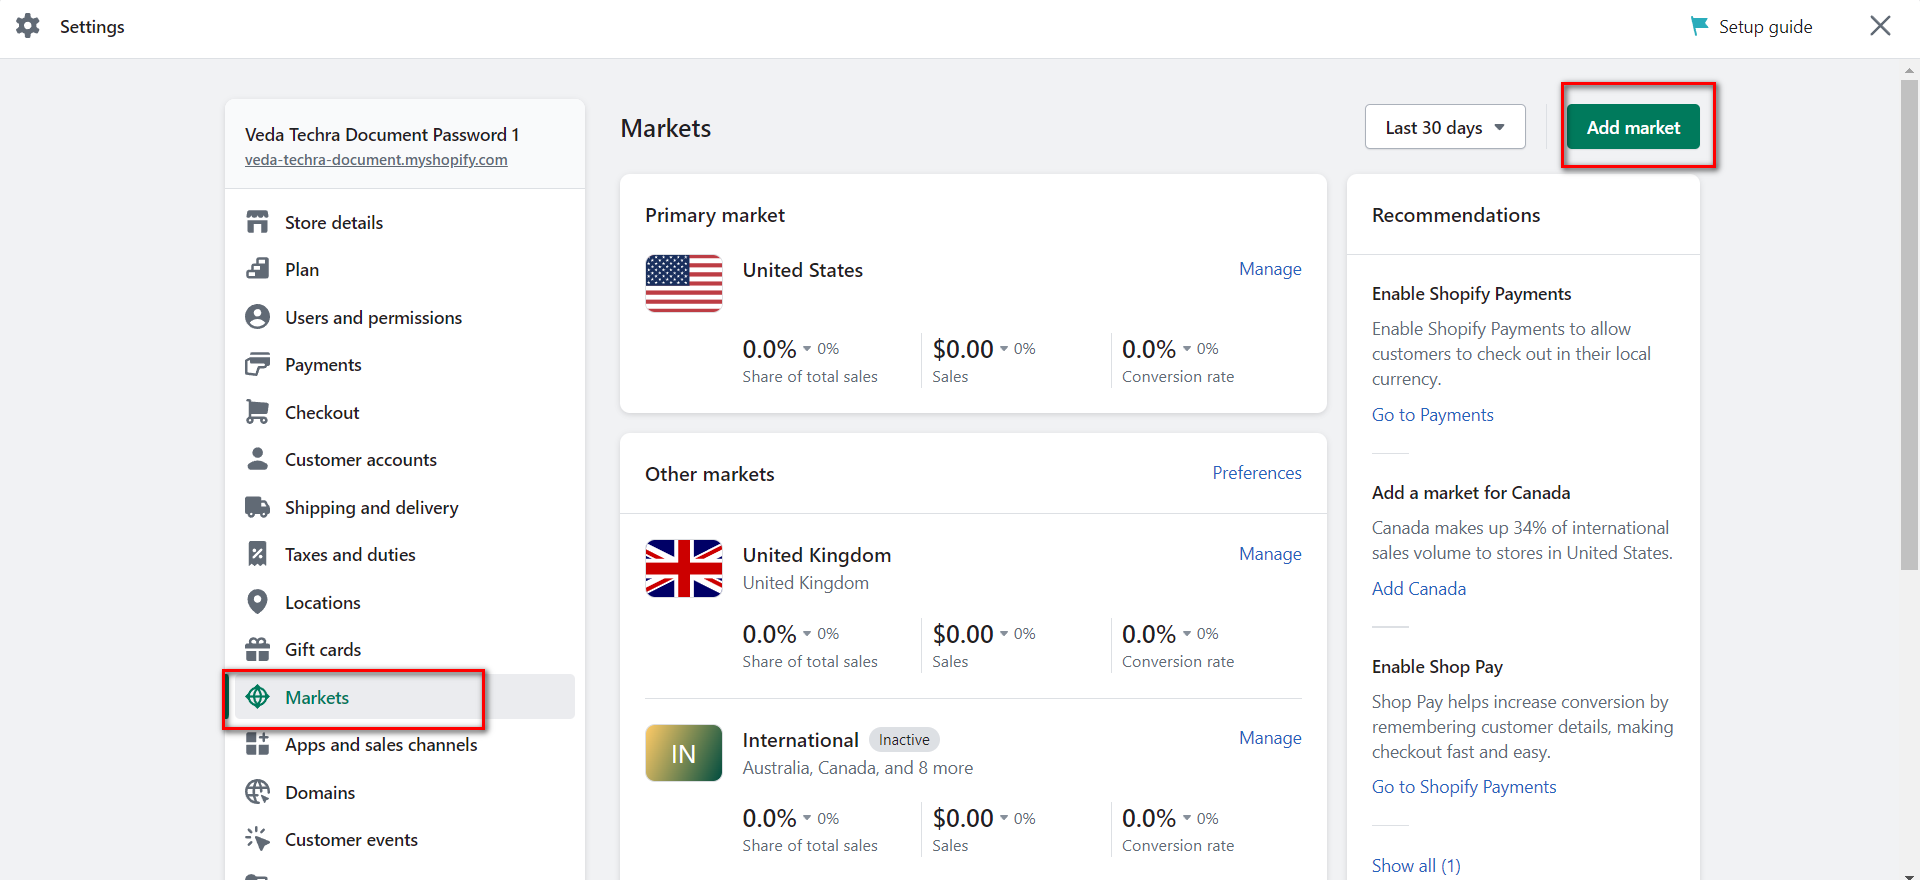 Settings
Setup guide
Veda Techra Document Password 1
veda-techra-document.myshopify.com
Store details
Plan
Users and permissions
Payments
Checkout
Customer accounts
Shipping and delivery
Taxes and duties
Locations
Gift cards
Markets
Apps and sales channels
Domains
Customer events
Markets
Last 30 days
Add market
Primary market
United States
Manage
0.0% 0%
Share of total sales
$0.00 0%
Sales
0.0% 0%
Conversion rate
Other markets
Preferences
United Kingdom
United Kingdom
Manage
0.0% 0%
Share of total sales
$0.00 0%
Sales
0.0% 0%
Conversion rate
IN
International Inactive
Australia, Canada, and 8 more
Manage
0.0% 0%
Share of total sales
$0.00 0%
Sales
0.0% 0%
Conversion rate
Recommendations
Enable Shopify Payments
Enable Shopify Payments to allow
customers to check out in their local
currency.
Go to Payments
Add a market for Canada
Canada makes up 34% of international
sales volume to stores in United States.
Add Canada
Enable Shop Pay
Shop Pay helps increase conversion by
remembering customer details, making
checkout fast and easy.
Go to Shopify Payments
Show all (1)